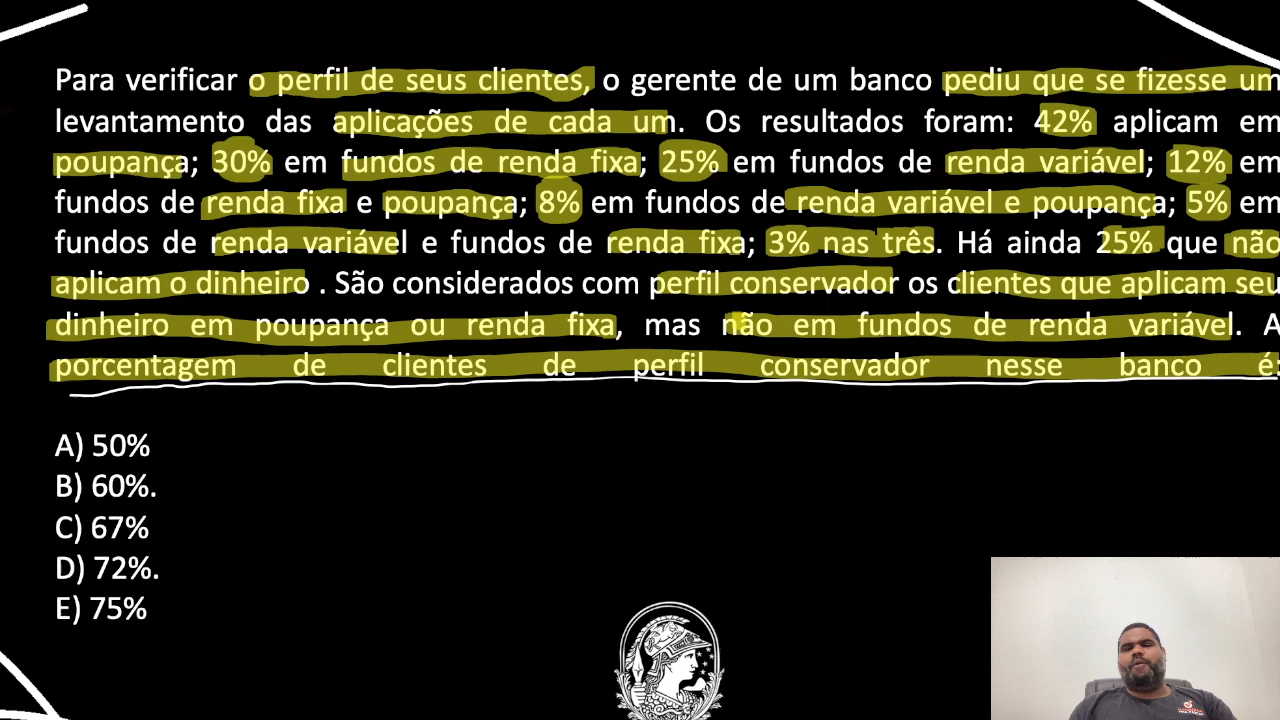 Para verificar o perfil de seus clientes, o gerente de um banco pediu que se fizesse um
levantamento das aplicações de cada um. Os resultados foram: 42% aplicam em
poupança; 30% em fundos de renda fixa; 25% em fundos de renda variável; 12% em
fundos de renda fixa e poupança; 8% em fundos de renda variável e poupança; 5% em
fundos de renda variável e fundos de renda fixa; 3% nas três. Há ainda 25% que não
aplicam o dinheiro . São considerados com perfil conservador os clientes que aplicam seu
dinheiro em poupança ou renda fixa, mas não em fundos de renda variável. A
porcentagem de clientes de perfil conservador nesse banco é:
A) 50%
B) 60%.
C) 67%
D) 72%.
E) 75%